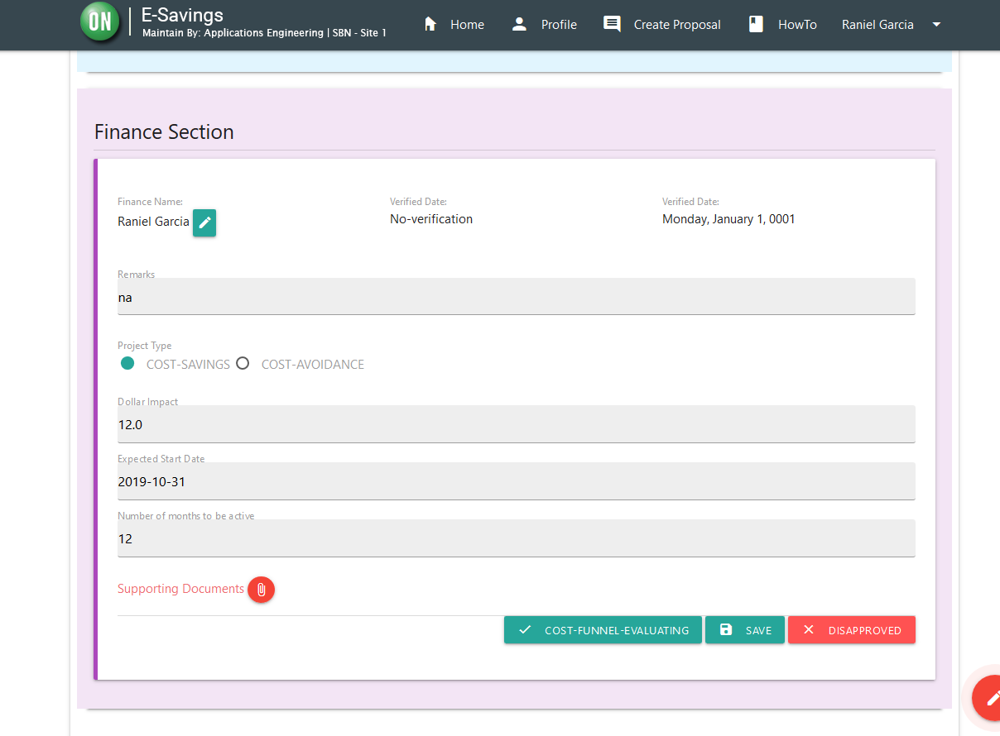 ON
E-Savings
Maintain By: Applications Engineering | SBN - Site 1
Home
Profile
Create Proposal
HowTo
Raniel Garcia
Finance Section
Finance Name:
Raniel Garcia
Verified Date:
No-verification
Verified Date:
Monday, January 1, 0001
Remarks
na
Project Type
COST-SAVINGS
COST-AVOIDANCE
Dollar Impact
12.0
Expected Start Date
2019-10-31
Number of months to be active
12
Supporting Documents
COST-FUNNEL-EVALUATING
SAVE
DISAPPROVED